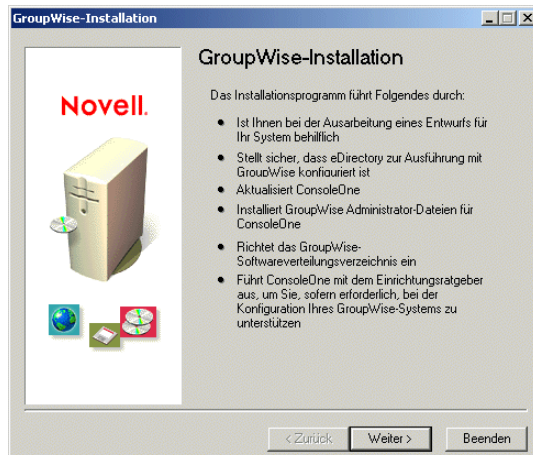 GroupWise-Installation
Novell.
GroupWise-Installation
Das Installationsprogramm führt Folgendes durch:
• Ist Ihnen bei der Ausarbeitung eines Entwurfs für
Ihr System behilflich
• Stellt sicher, dass eDirectory zur Ausführung mit
GroupWise konfiguriert ist
• Aktualisiert ConsoleOne
• Installiert GroupWise Administrator-Dateien für
ConsoleOne
• Richtet das GroupWise-
Softwareverteilungsverzeichnis ein
• Führt ConsoleOne mit dem Einrichtungsratgeber
aus, um Sie, sofern erforderlich, bei der
Konfiguration Ihres GroupWise-Systems zu
unterstützen
< Zurück
Weiter >
Beenden